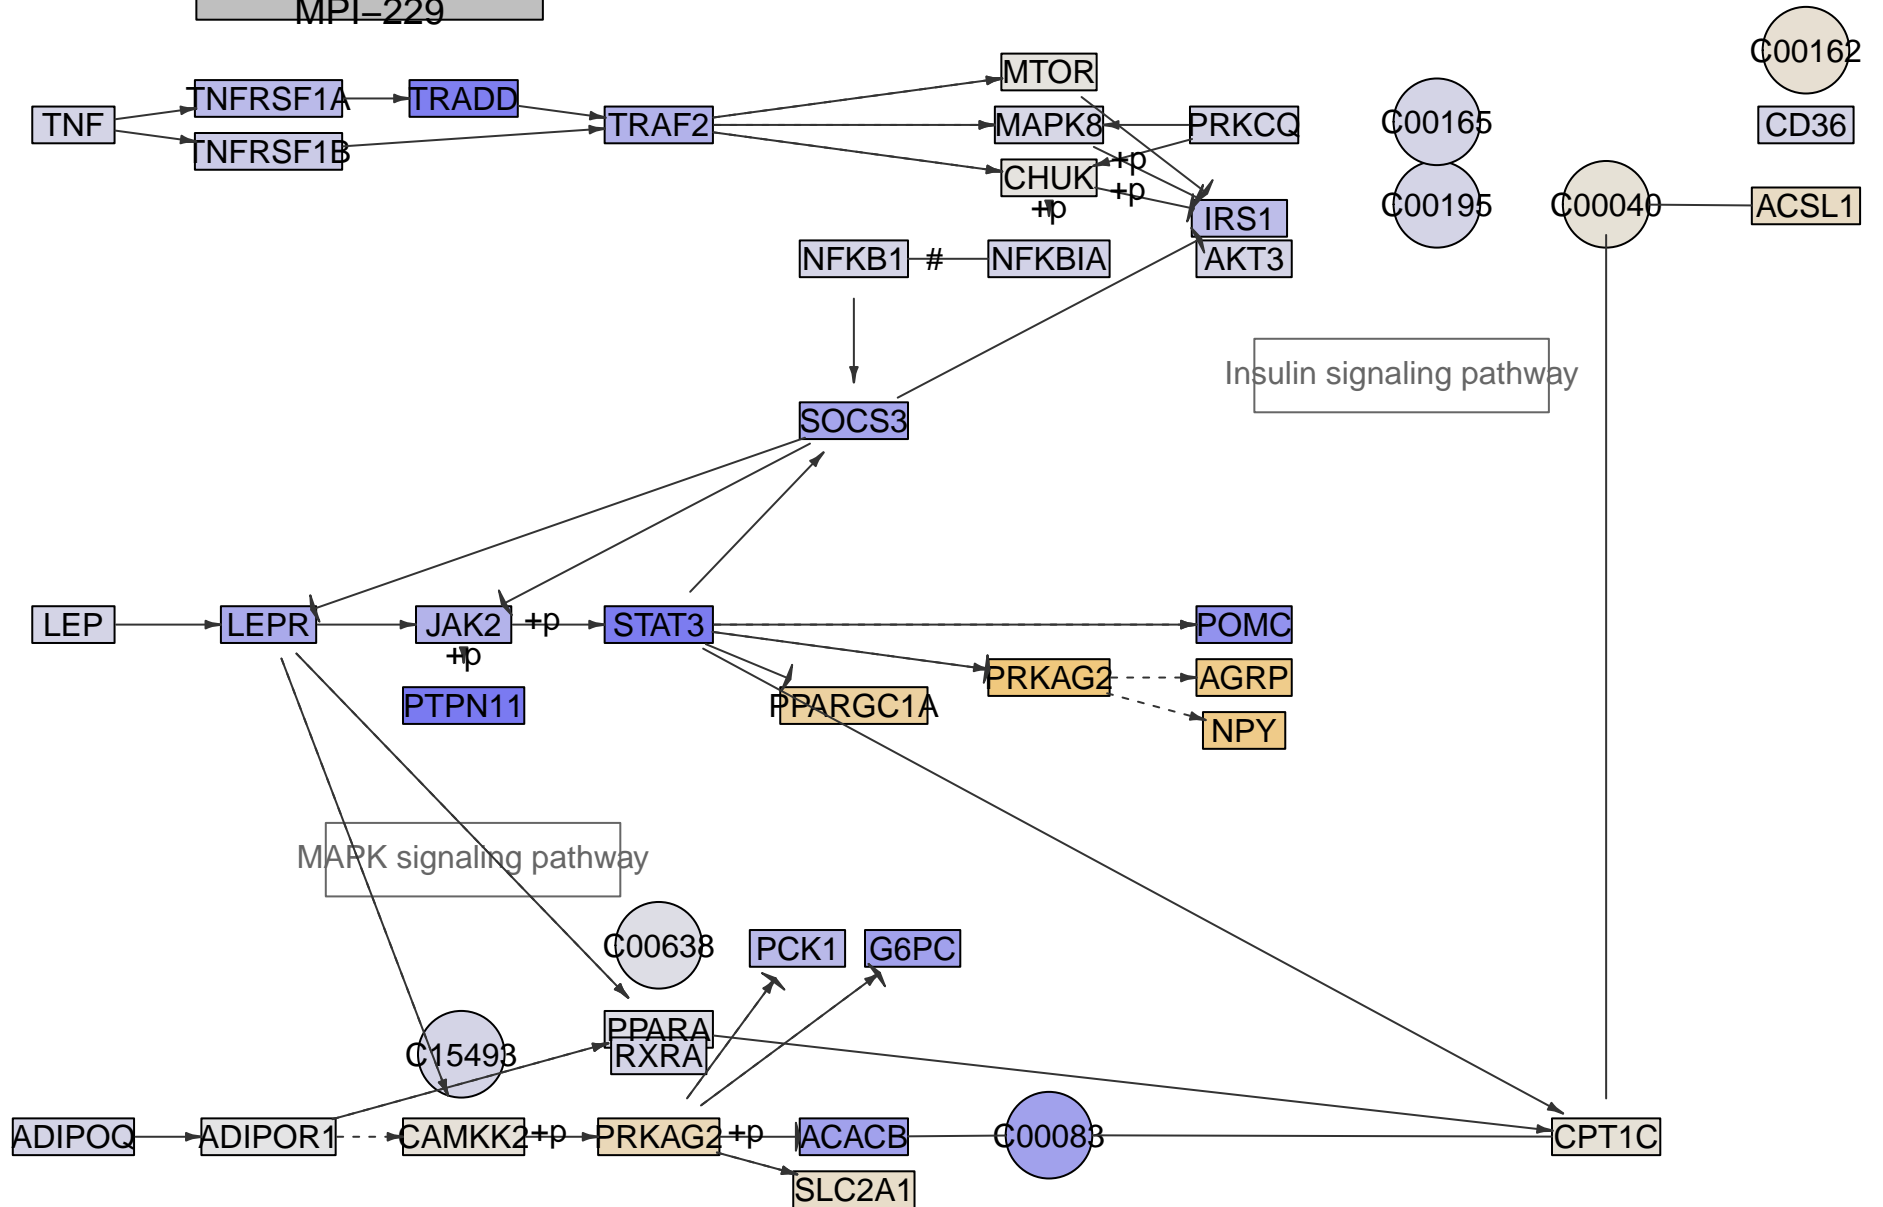 MPI–229
C00162
MTOR
TNFRSF1A
TRADD
TNF
TRAF2
MAPK8
PRKCQ
C00165
CD36
TNFRSF1B
+p
CHUK
+p
+p
IRS1
C00195
C00040
ACSL1
NFKB1
#
NFKBIA
AKT3
Insulin signaling pathway
SOCS3
LEP
LEPR
JAK2
+p
STAT3
POMC
+p
PRKAG2
AGRP
PTPN11
PPARGC1A
NPY
MAPK signaling pathway
C00638
PCK1
G6PC
PPARA
RXRA
C15493
ADIPOQ
ADIPOR1
CAMKK2
+p
PRKAG2
+p
ACACB
C00083
CPT1C
SLC2A1